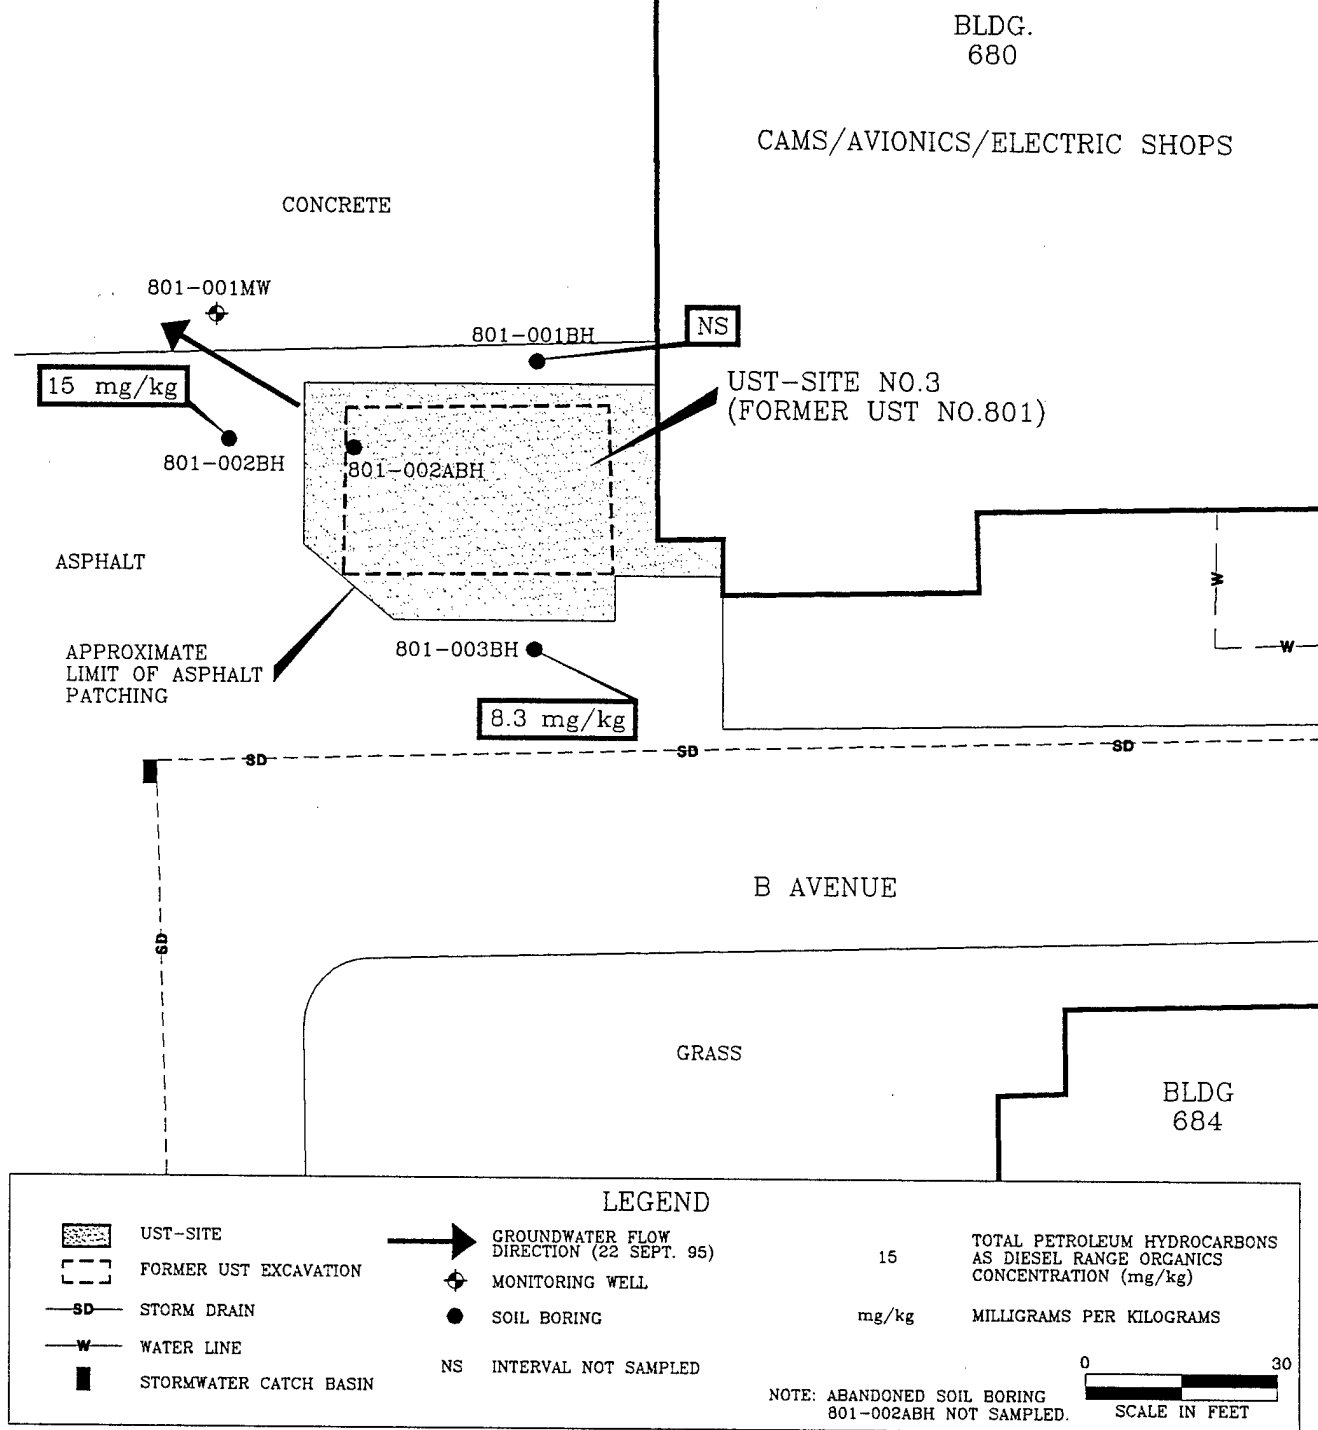 BLDG.
680
CAMS/AVIONICS/ELECTRIC SHOPS
CONCRETE
801-001MW
801-001BH
NS
15 mg/kg
UST-SITE NO.3
(FORMER UST NO.801)
801-002BH
801-002ABH
ASPHALT
W
APPROXIMATE
LIMIT OF ASPHALT
PATCHING
801-003BH
W
8.3 mg/kg
SD
SD
SD
B AVENUE
SD
GRASS
BLDG
684
LEGEND
UST-SITE
FORMER UST EXCAVATION
SD STORM DRAIN
W WATER LINE
STORMWATER CATCH BASIN
GROUNDWATER FLOW
DIRECTION (22 SEPT. 95)
MONITORING WELL
SOIL BORING
NS INTERVAL NOT SAMPLED
15 TOTAL PETROLEUM HYDROCARBONS
AS DIESEL RANGE ORGANICS
CONCENTRATION (mg/kg)
mg/kg MILLIGRAMS PER KILOGRAMS
NOTE: ABANDONED SOIL BORING
801-002ABH NOT SAMPLED.
0 30
SCALE IN FEET